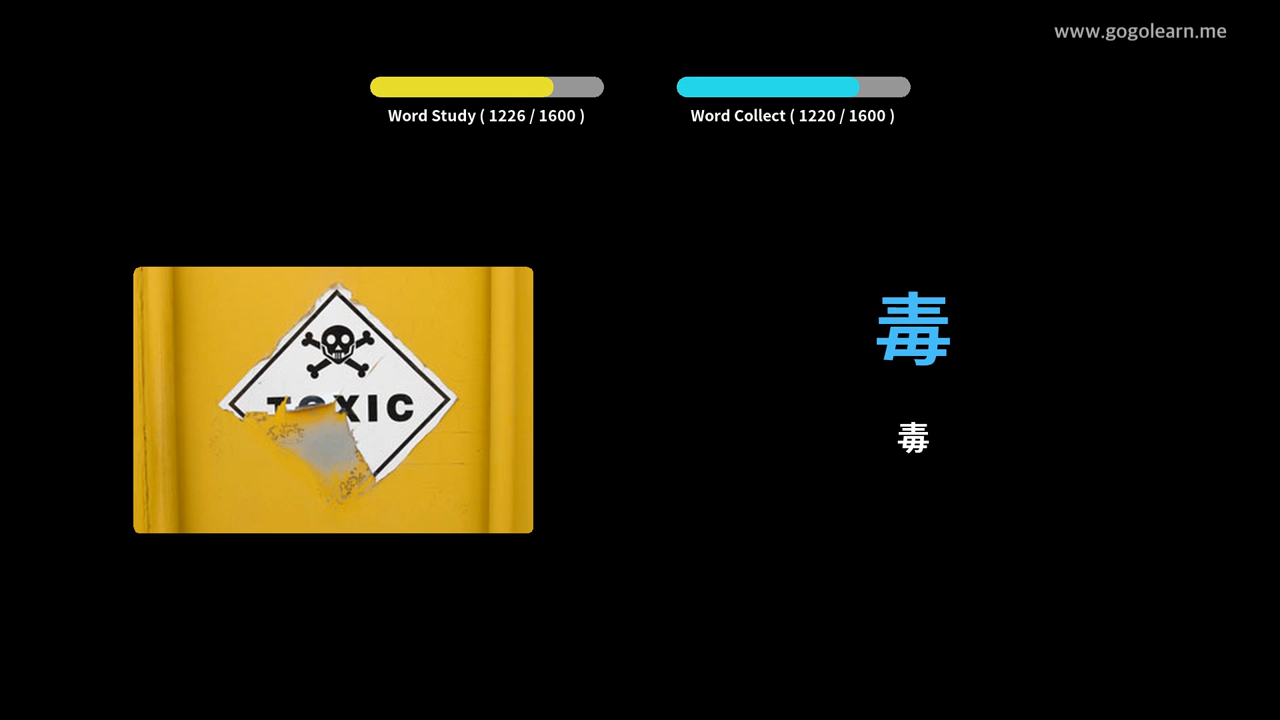 www.gogolearn.me
Word Study ( 1226 / 1600 )
Word Collect ( 1220 / 1600 )
TOXIC
毒
毒